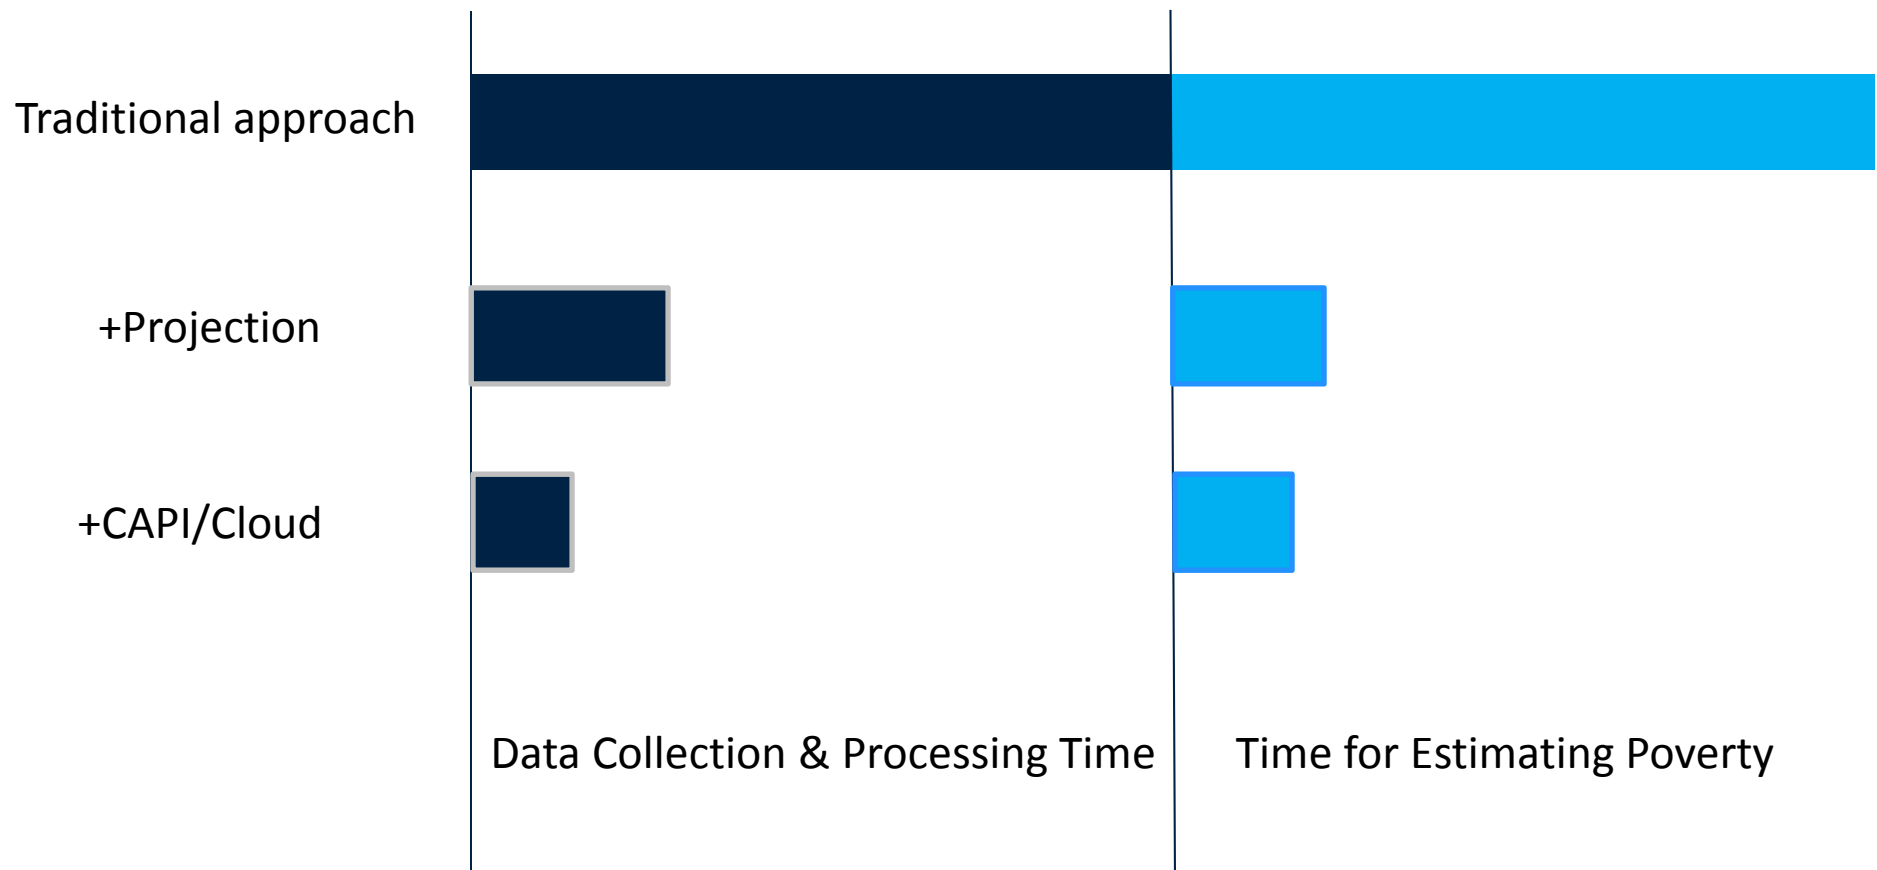 Traditional approach
+Projection
+CAPI/Cloud
Data Collection & Processing Time
Time for Estimating Poverty